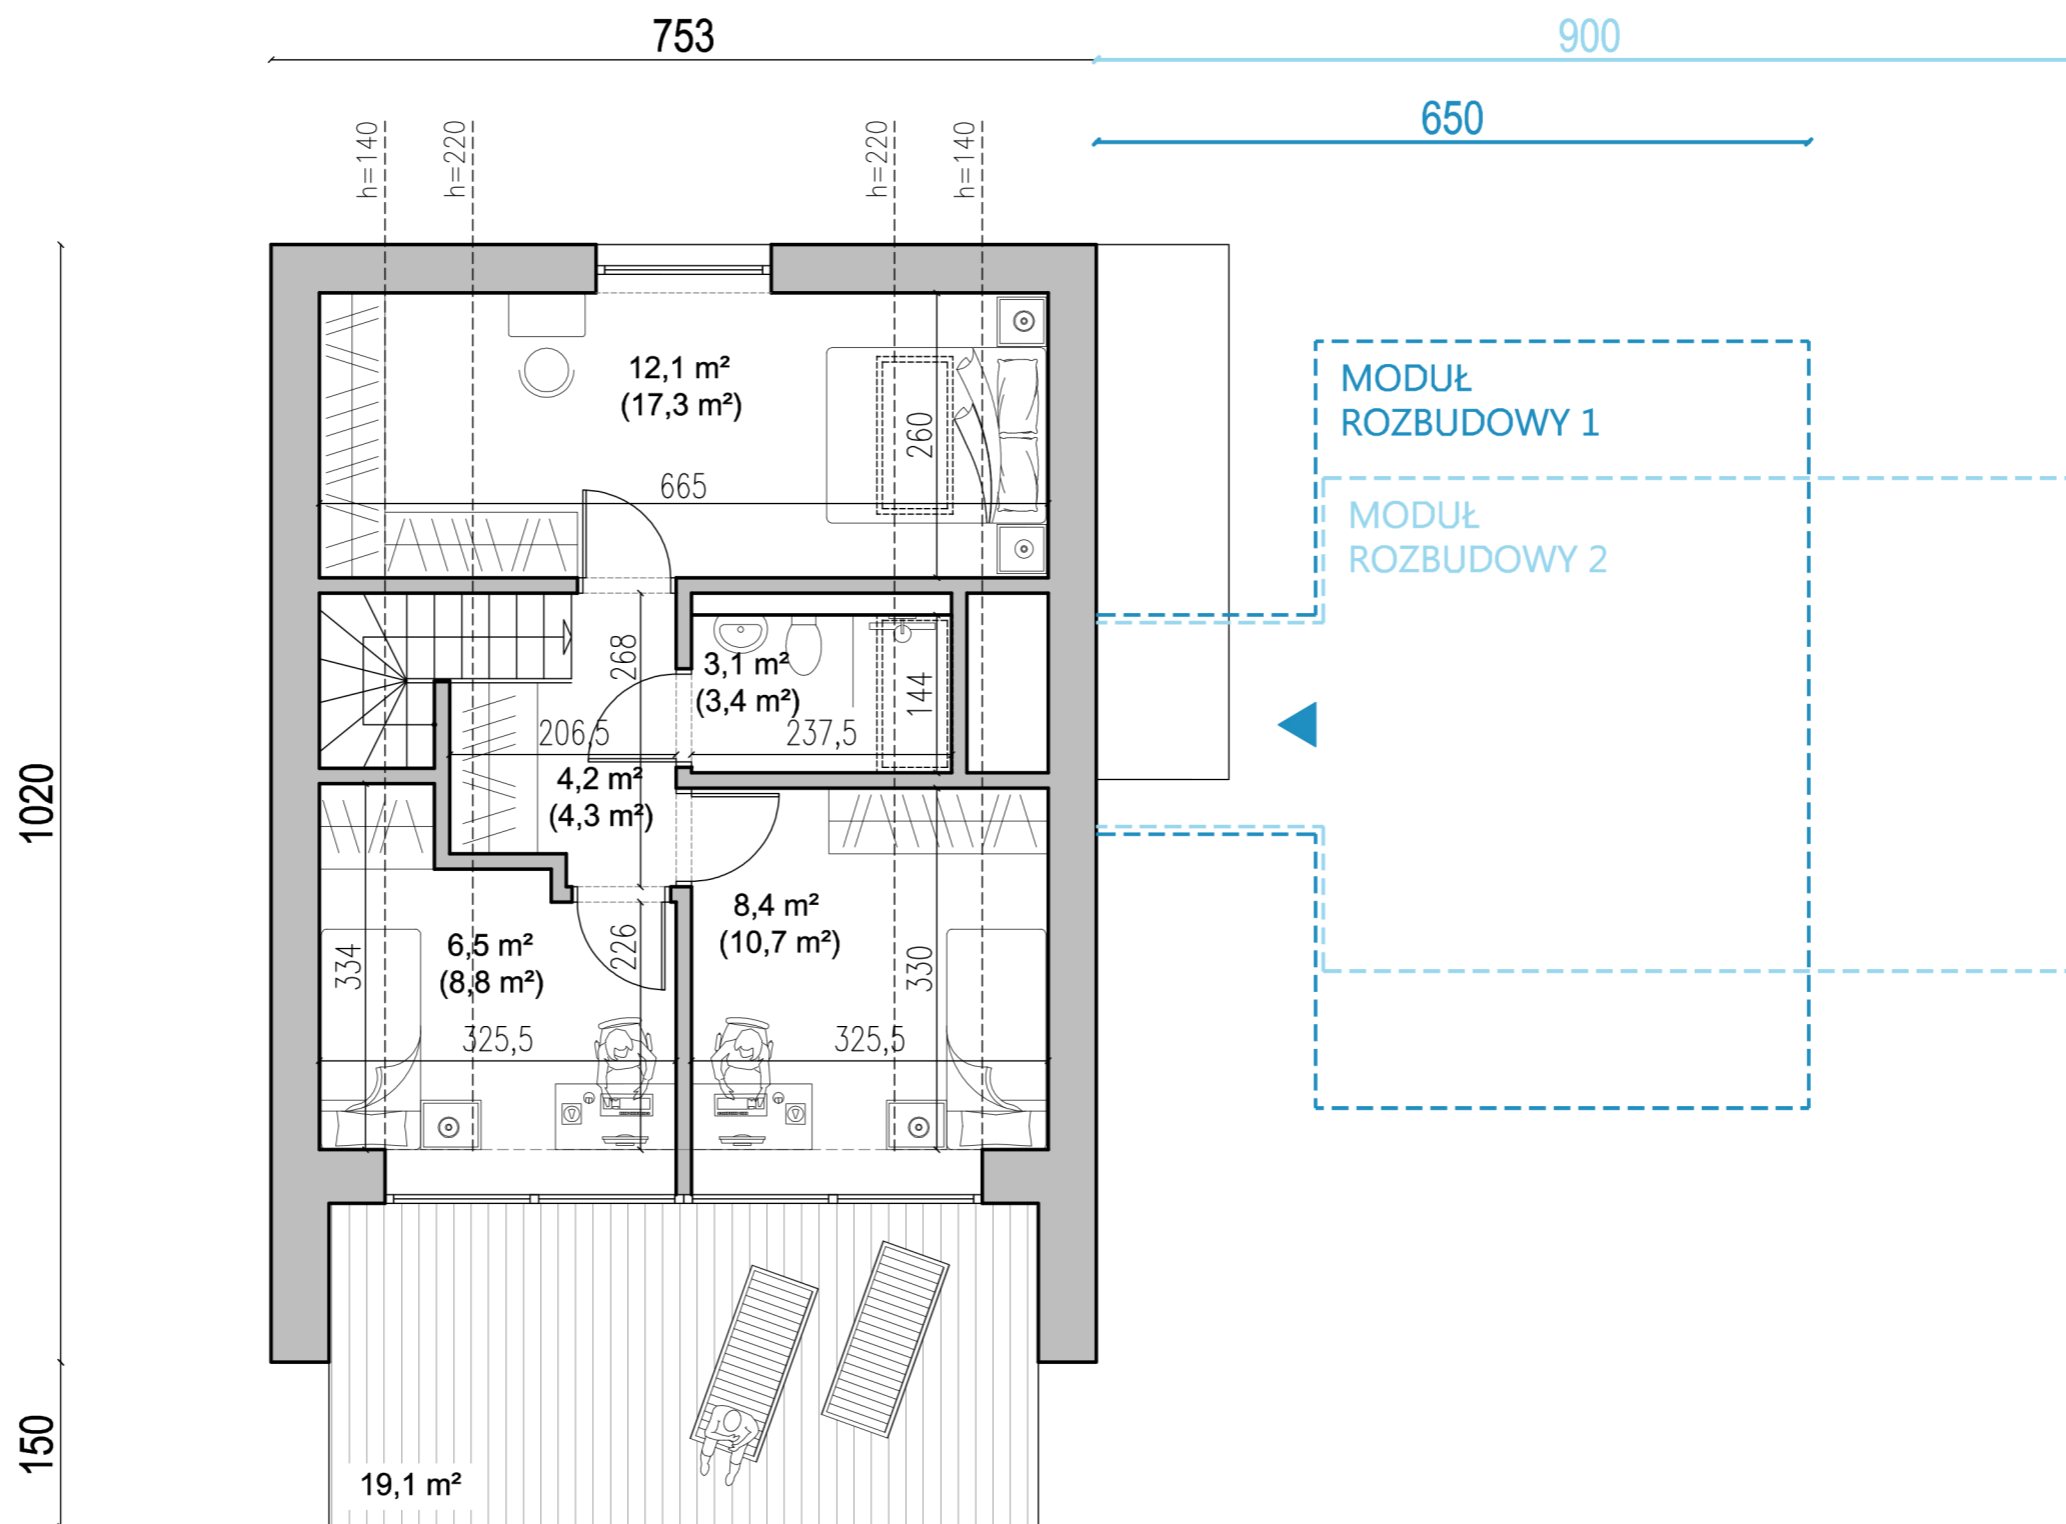 753
900
650
h=140
h=220
h=220
h=140
12,1 m²
(17,3 m²)
260
665
MODUŁ
ROZBUDOWY 1
MODUŁ
ROZBUDOWY 2
268
3,1 m²
(3,4 m²)
144
206,5
237,5
4,2 m²
(4,3 m²)
1020
8,4 m²
(10,7 m²)
6,5 m²
(8,8 m²)
334
226
330
325,5
325,5
150
19,1 m²